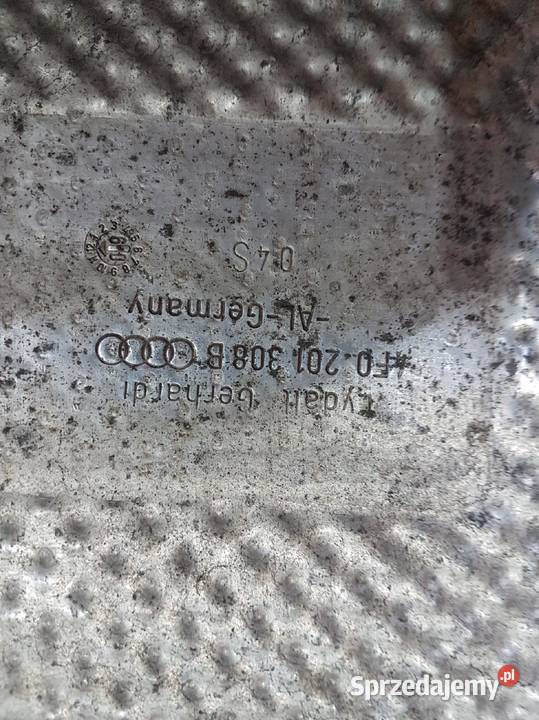 Lydall Gerhardi
4F0 201 308 B
-AL-Germany
04S
Sprzedajemy.pl